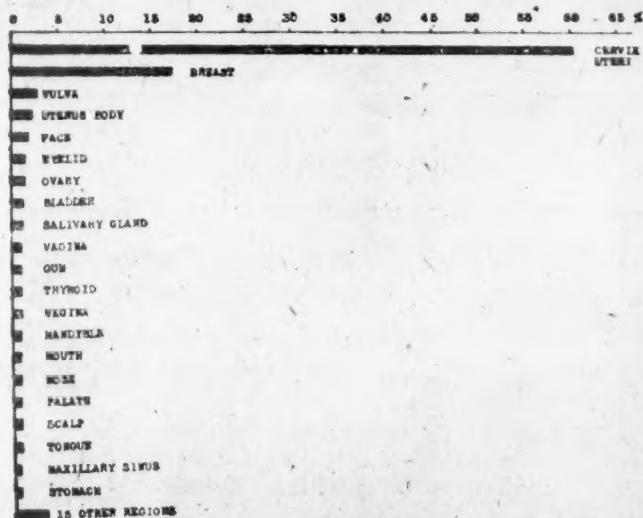 0 5 10 15 20 25 30 35 40 45 50 55 60 65 %
CERVIX
UTERI
BREAST
VULVA
UTERUS BODY
FACE
EYELID
OVARY
BLADDER
SALIVARY GLAND
VAGINA
GUM
THYROID
MANDYBLE
MOUTH
NOSE
PALATE
SCALP
TONGUE
MAXILLARY SINUS
STOMACH
15 OTHER REGIONS